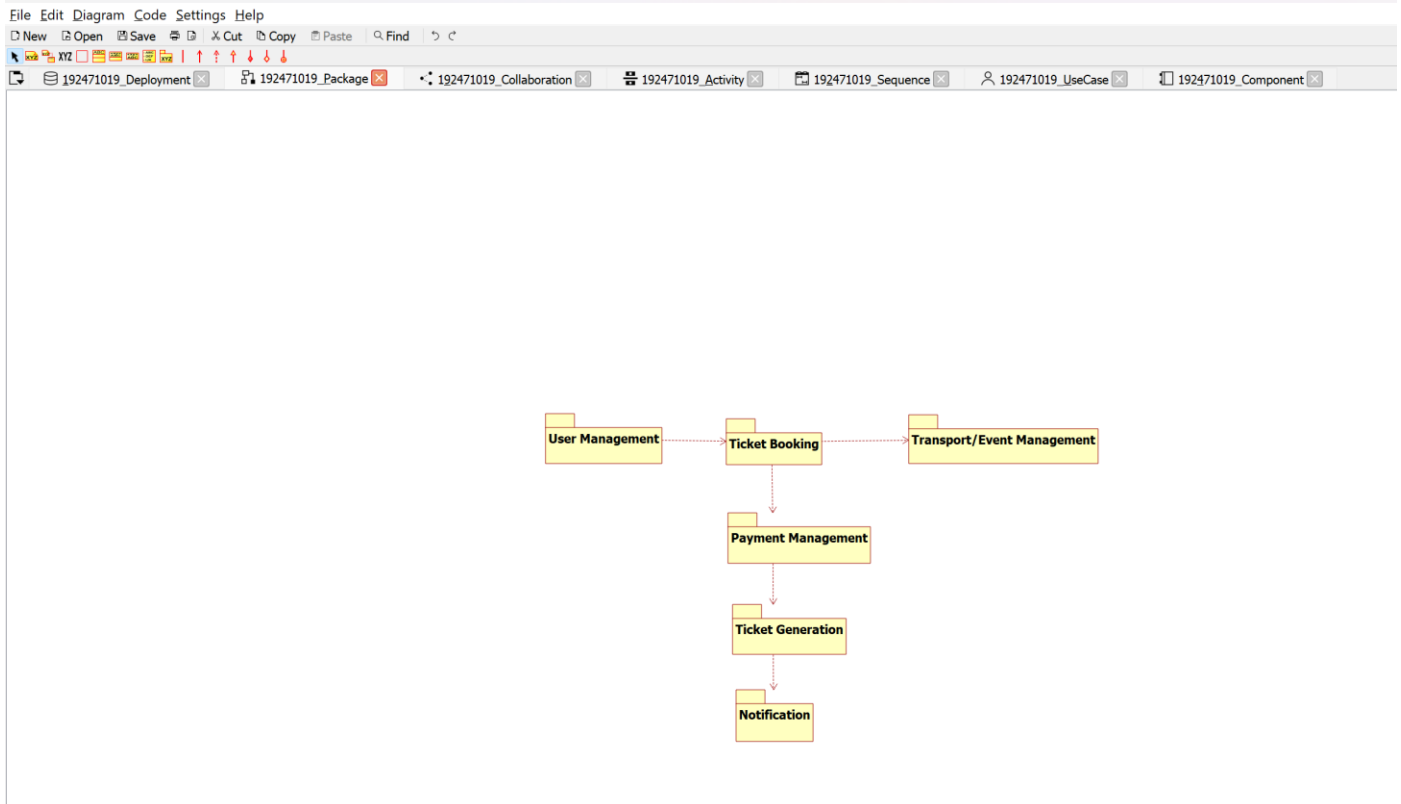 File Edit Diagram Code Settings Help
New Open Save Cut Copy Paste Find
XYZ
192471019_Deployment 192471019_Package 192471019_Collaboration 192471019_Activity 192471019_Sequence 192471019_UseCase 192471019_Component
User Management Ticket Booking Transport/Event Management
Payment Management
Ticket Generation
Notification